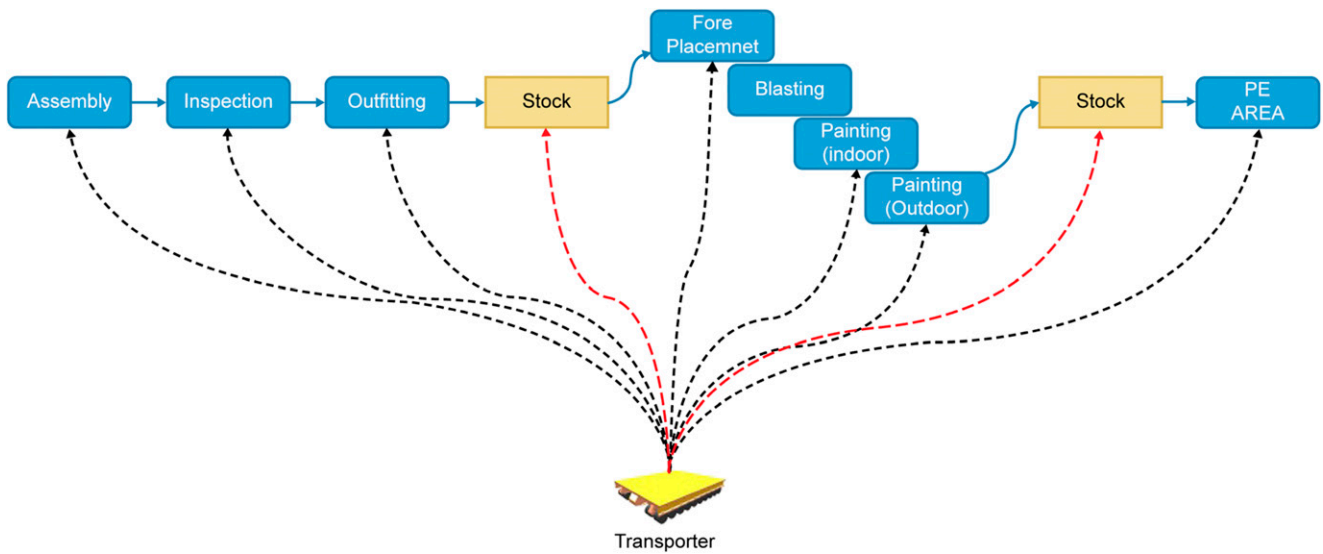 Fore
Placemnet
Assembly
Inspection
Outfitting
Stock
Blasting
Painting
(indoor)
Painting
(Outdoor)
Stock
PE
AREA
Transporter